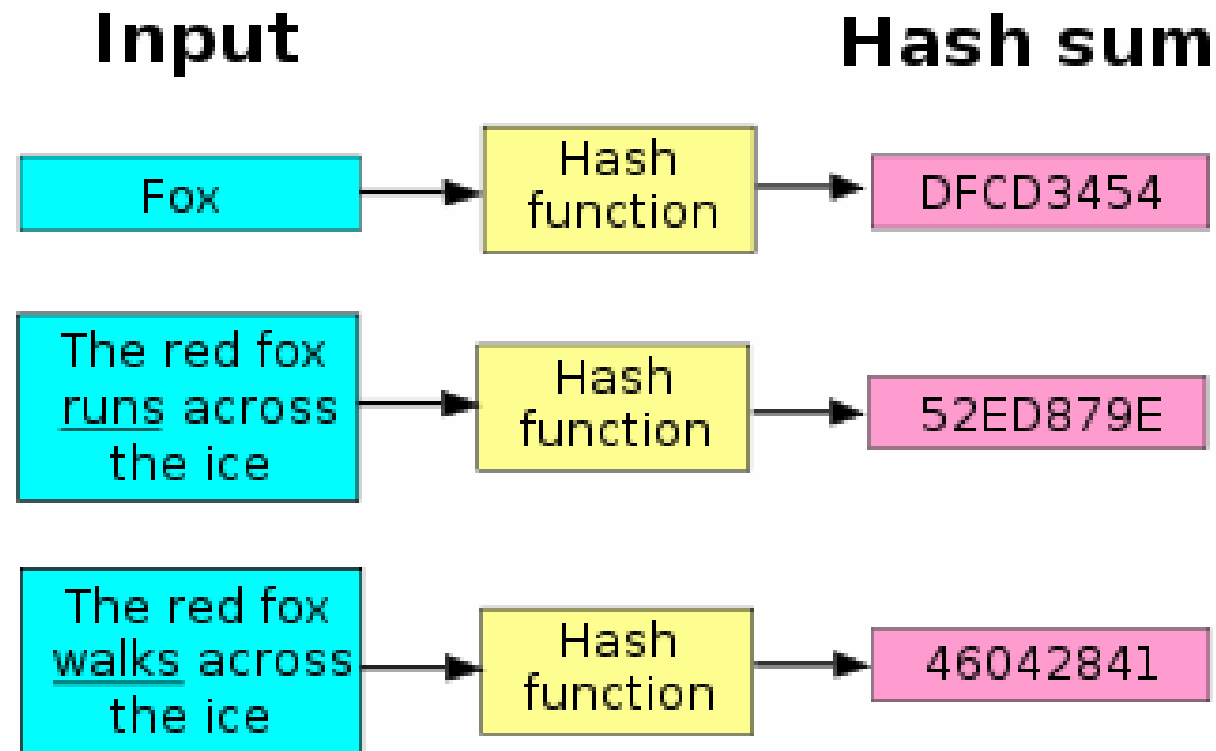 Input
Hash sum
Fox
Hash
function
DFCD3454
The red fox
runs across
the ice
Hash
function
52ED879E
The red fox
walks across
the ice
Hash
function
46042841